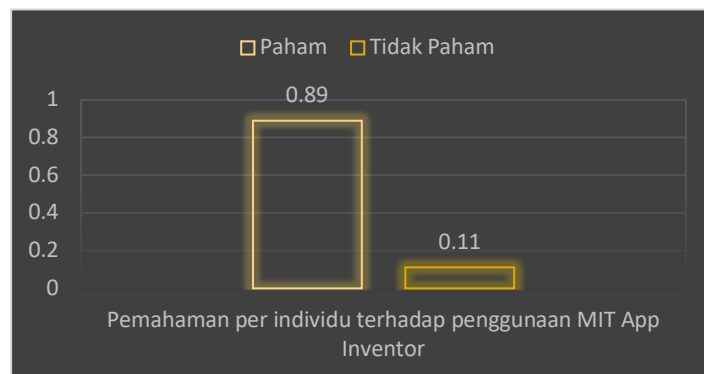 Paham Tidak Paham
0.89
1
0.8
0.6
0.4
0.11
0.2
0
Pemahaman per individu terhadap penggunaan MIT App
Inventor